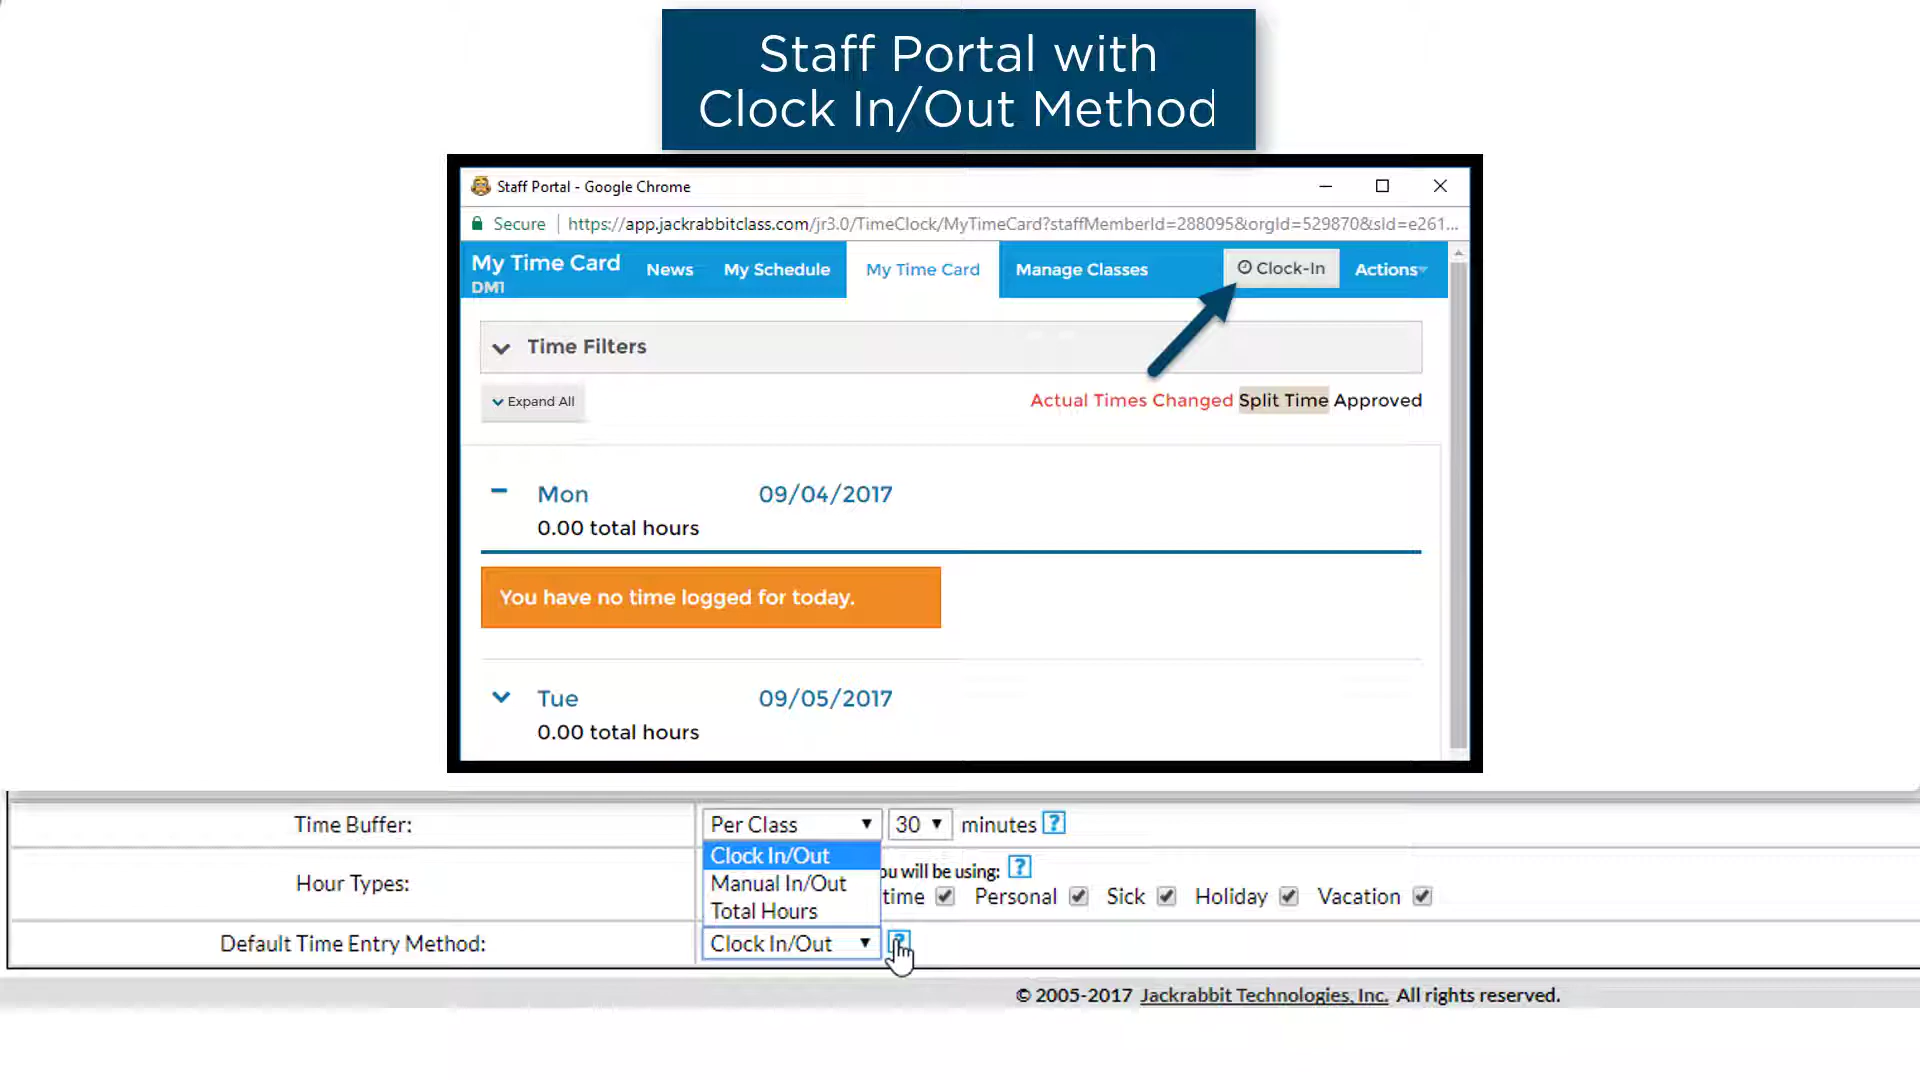 Staff Portal with
Clock In/Out Method
Staff Portal - Google Chrome
Secure https://app.jackrabbitclass.com/jr3.0/TimeClock/MyTimeCard?staffMemberId=288095&orgId=529870&sId=e261...
My Time Card News My Schedule My Time Card Manage Classes Clock-In Actions
DM1
Time Filters
Expand All Actual Times Changed Split Time Approved
Mon 09/04/2017
0.00 total hours
You have no time logged for today.
Tue 09/05/2017
0.00 total hours
Time Buffer: Per Class 30 minutes ?
Clock In/Out
will be using: ?
Hour Types: Manual In/Out
time Personal Sick Holiday Vacation
Total Hours
Default Time Entry Method: Clock In/Out ?
© 2005-2017 Jackrabbit Technologies, Inc. All rights reserved.